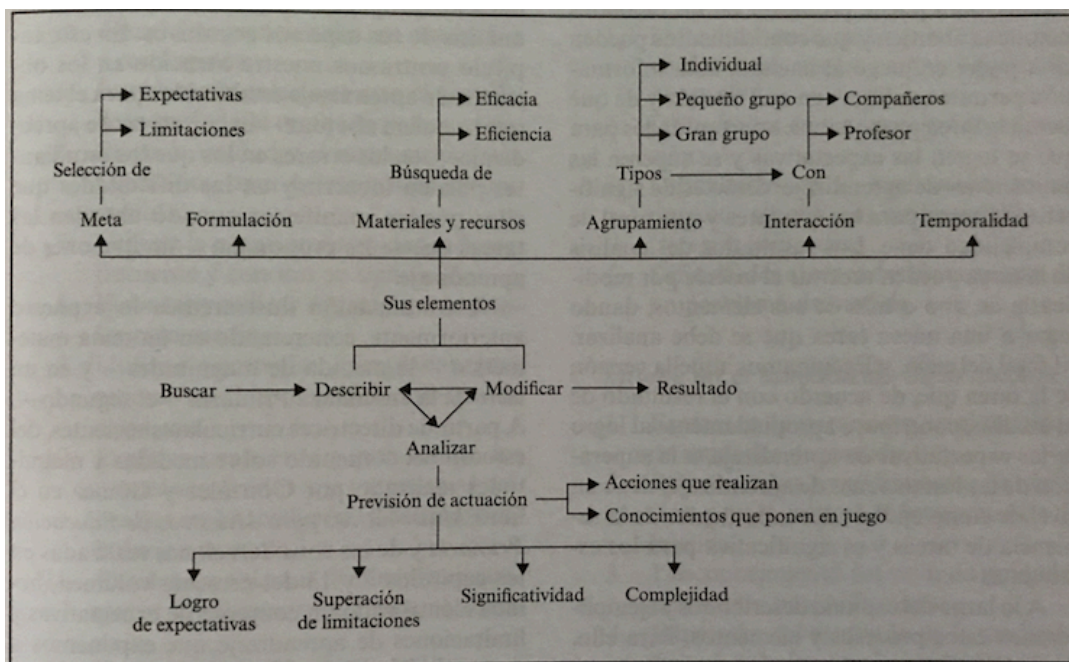 Individual
Expectativas
Eficacia
Pequeño grupo
Compañeros
Limitaciones
Eficiencia
Gran grupo
Profesor
Selección de
Búsqueda de
Tipos
Con
Meta
Formulación
Materiales y recursos
Agrupamiento
Interacción
Temporalidad
Sus elementos
Buscar
Describir
Modificar
Resultado
Analizar
Previsión de actuación
Acciones que realizan
Conocimientos que ponen en juego
Logro
de expectativas
Superación
de limitaciones
Significatividad
Complejidad